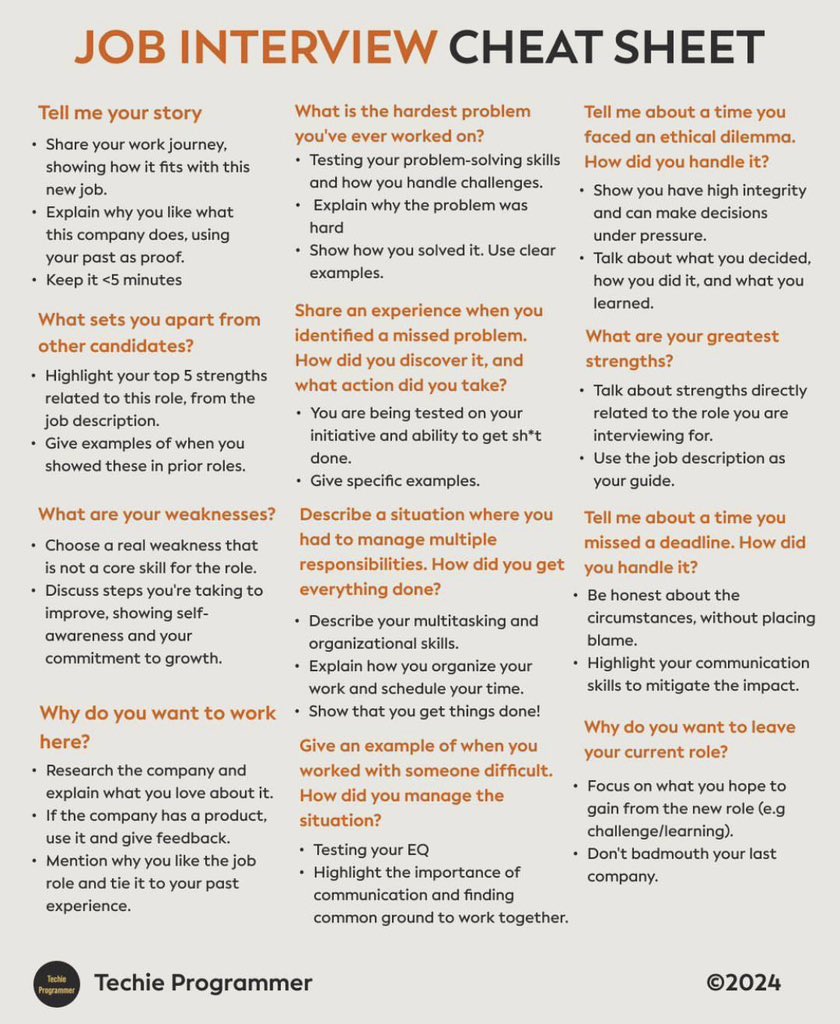 JOB INTERVIEW CHEAT SHEET
Tell me your story
• Share your work journey,
showing how it fits with this
new job.
• Explain why you like what
this company does, using
your past as proof.
• Keep it <5 minutes
What sets you apart from
other candidates?
• Highlight your top 5 strengths
related to this role, from the
job description.
• Give examples of when you
showed these in prior roles.
What are your weaknesses?
• Choose a real weakness that
is not a core skill for the role.
• Discuss steps you're taking to
improve, showing self-
awareness and your
commitment to growth.
Why do you want to work
here?
• Research the company and
explain what you love about it.
• If the company has a product,
use it and give feedback.
• Mention why you like the job
role and tie it to your past
experience.
What is the hardest problem
you've ever worked on?
• Testing your problem-solving skills
and how you handle challenges.
• Explain why the problem was
hard
• Show how you solved it. Use clear
examples.
Share an experience when you
identified a missed problem.
How did you discover it, and
what action did you take?
• You are being tested on your
initiative and ability to get sh*t
done.
• Give specific examples.
Describe a situation where you
had to manage multiple
responsibilities. How did you get
everything done?
• Describe your multitasking and
organizational skills.
• Explain how you organize your
work and schedule your time.
• Show that you get things done!
Give an example of when you
worked with someone difficult.
How did you manage the
situation?
• Testing your EQ
• Highlight the importance of
communication and finding
common ground to work together.
Tell me about a time you
faced an ethical dilemma.
How did you handle it?
• Show you have high integrity
and can make decisions
under pressure.
• Talk about what you decided,
how you did it, and what you
learned.
What are your greatest
strengths?
• Talk about strengths directly
related to the role you are
interviewing for.
• Use the job description as
your guide.
Tell me about a time you
missed a deadline. How did
you handle it?
• Be honest about the
circumstances, without placing
blame.
• Highlight your communication
skills to mitigate the impact.
Why do you want to leave
your current role?
• Focus on what you hope to
gain from the new role (e.g
challenge/learning).
• Don't badmouth your last
company.
Techie
Programmer
Techie Programmer
©2024